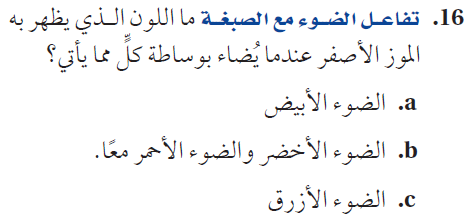 16. تفاعل الضوء مع الصبغة ما اللون الذي يظهر به
الموز الأصفر عندما يُضاء بوساطة كلٍّ مما يأتي؟
a. الضوء الأبيض
b. الضوء الأخضر والضوء الأحمر معًا.
c. الضوء الأزرق